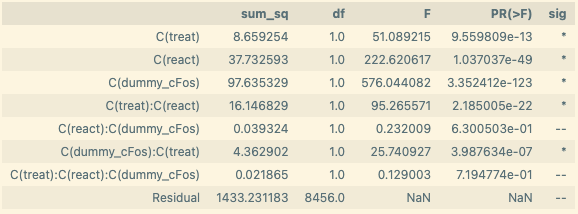 sum_sq df F PR(>F) sig
C(treat) 8.659254 1.0 51.089215 9.559809e-13 *
C(react) 37.732593 1.0 222.620617 1.037037e-49 *
C(dummy_cFos) 97.635329 1.0 576.044082 3.352412e-123 *
C(treat):C(react) 16.146829 1.0 95.265571 2.185005e-22 *
C(react):C(dummy_cFos) 0.039324 1.0 0.232009 6.300503e-01 --
C(dummy_cFos):C(treat) 4.362902 1.0 25.740927 3.987634e-07 *
C(treat):C(react):C(dummy_cFos) 0.021865 1.0 0.129003 7.194774e-01 --
Residual 1433.231183 8456.0 NaN NaN --